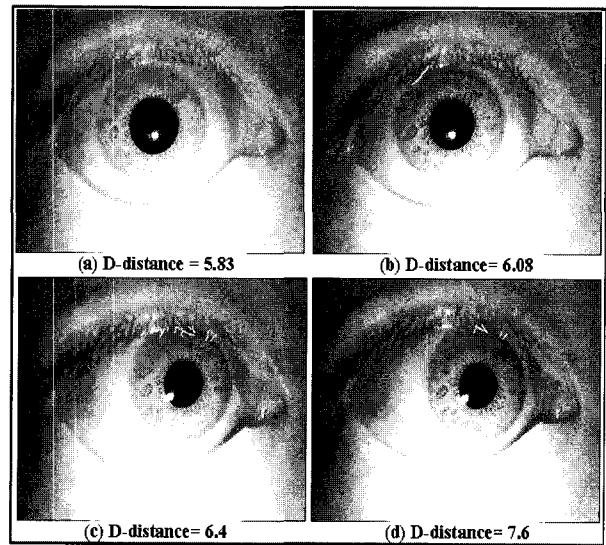 (a) D-distance = 5.83
(b) D-distance= 6.08
(c) D-distance= 6.4
(d) D-distance= 7.6